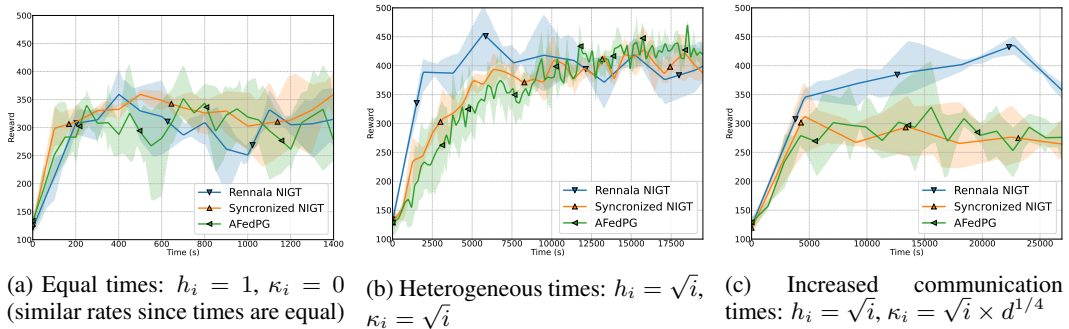 500
450
400
350
300
250
200
150
100
Reward
0 200 400 600 800 1000 1200 1400
Time (s)
Rennala NIGT
Syncronized NIGT
AFedPG
(a) Equal times: h_i = 1, κ_i = 0
(similar rates since times are equal)
500
450
400
350
300
250
200
150
100
Reward
0 2500 5000 7500 10000 12500 15000 17500
Time (s)
Rennala NIGT
Syncronized NIGT
AFedPG
(b) Heterogeneous times: h_i = √i,
κ_i = √i
500
450
400
350
300
250
200
150
100
Reward
0 5000 10000 15000 20000 25000
Time (s)
Rennala NIGT
Syncronized NIGT
AFedPG
(c) Increased communication
times: h_i = √i, κ_i = √i × d^{1/4}